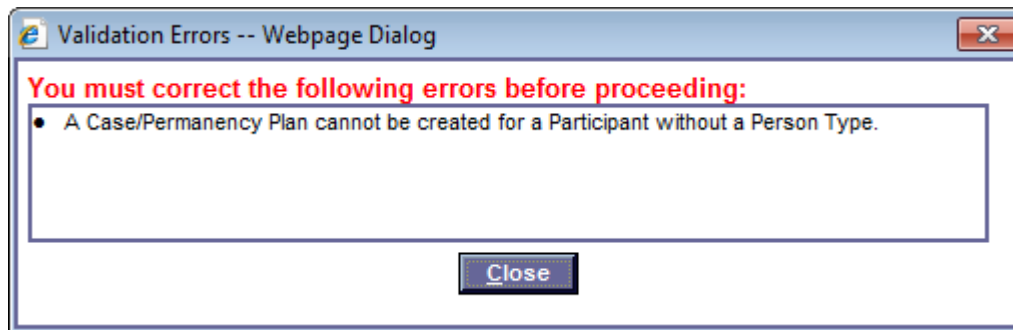 Validation Errors -- Webpage Dialog
You must correct the following errors before proceeding:
• A Case/Permanency Plan cannot be created for a Participant without a Person Type.
Close